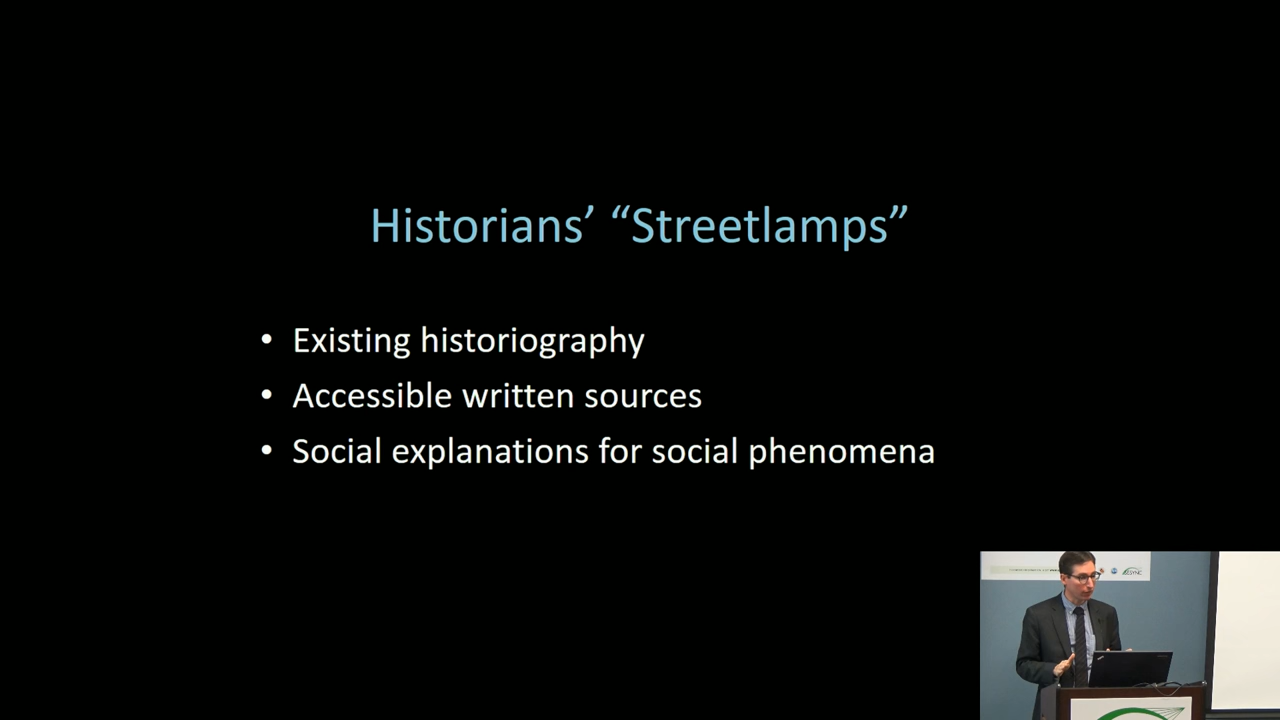 Historians’ “Streetlamps”
• Existing historiography
• Accessible written sources
• Social explanations for social phenomena